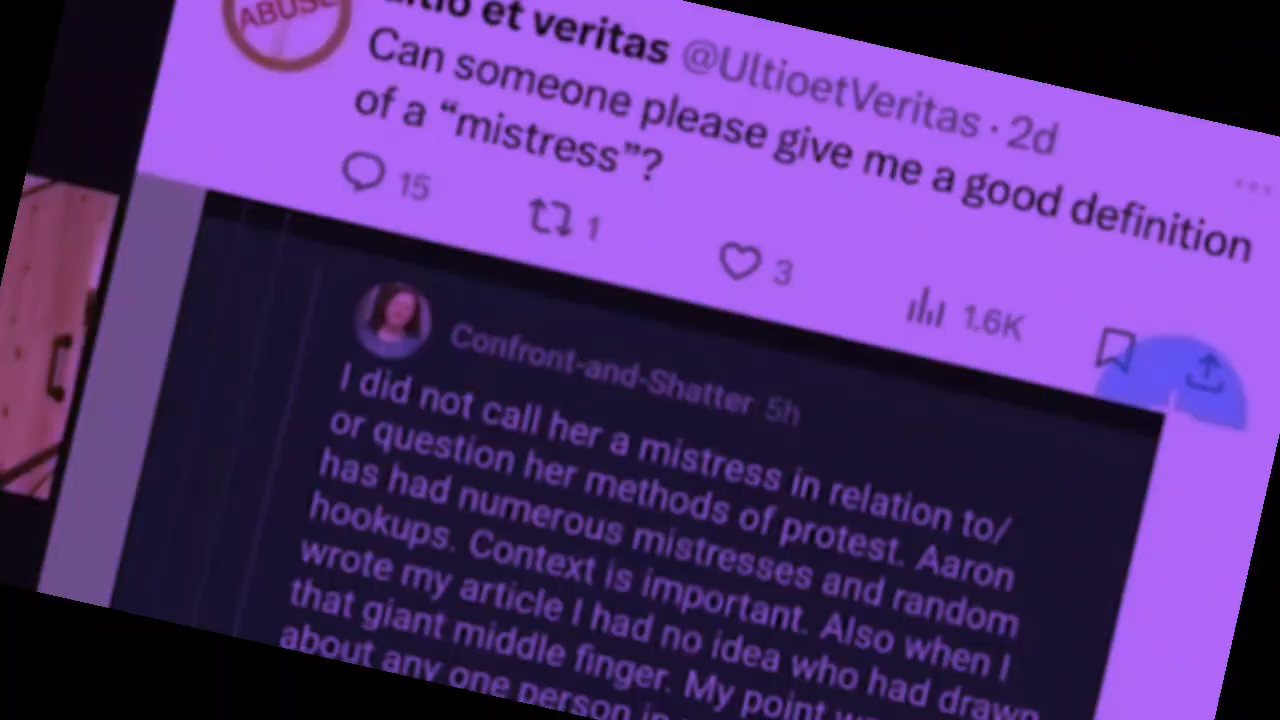 ABUSE
et veritas @UltioetVeritas · 2d
Can someone please give me a good definition
of a “mistress”?
15 1 3 1.6K
Confront-and-Shatter 5h
I did not call her a mistress in relation to/
or question her methods of protest. Aaron
has had numerous mistresses and random
hookups. Context is important. Also when I
wrote my article I had no idea who had drawn
that giant middle finger. My point
about any one person in